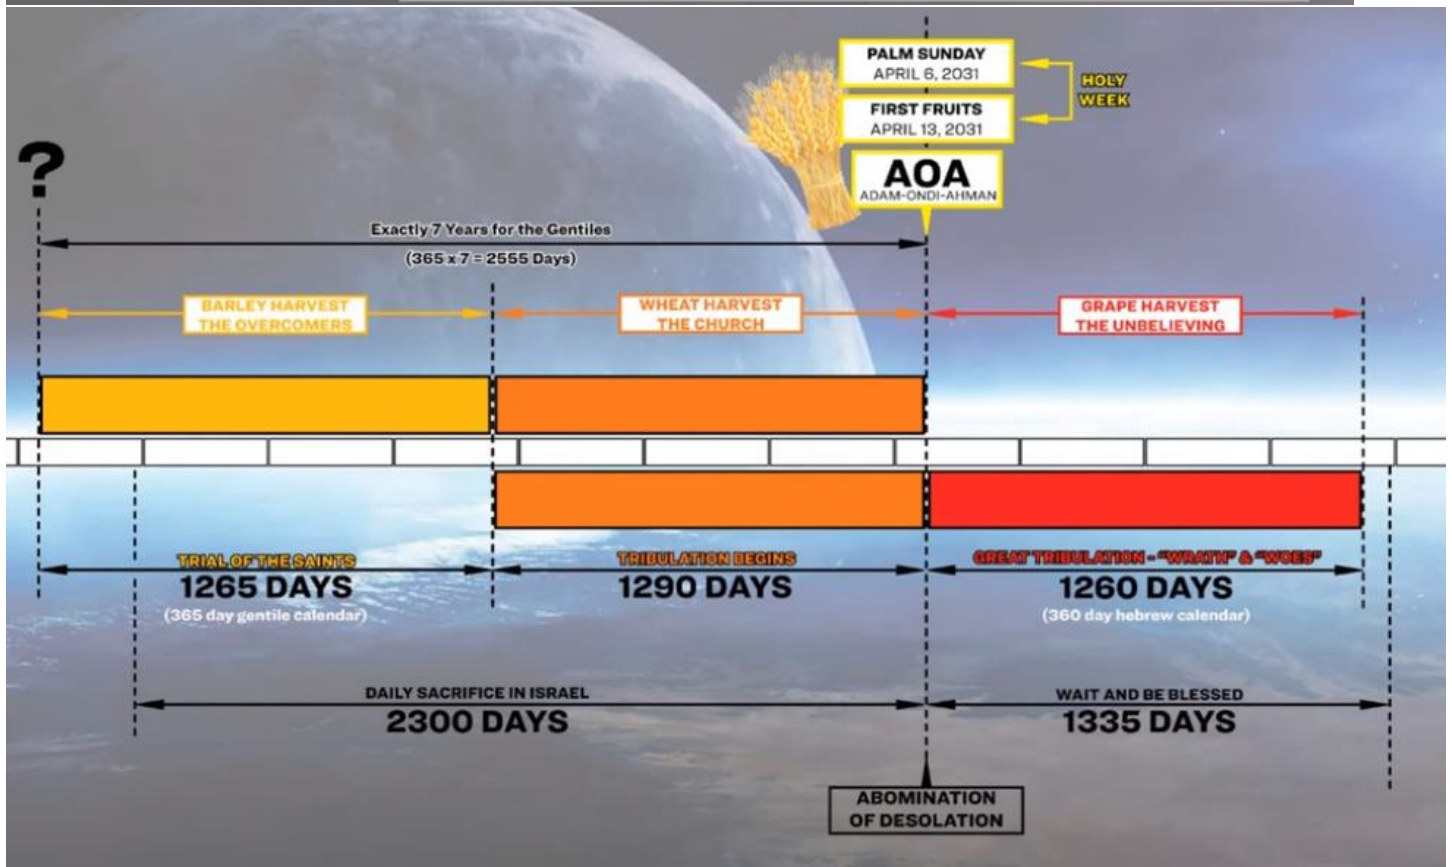 PALM SUNDAY
APRIL 6, 2031
HOLY
WEEK
FIRST FRUITS
APRIL 13, 2031
?
AOA
ADAM-ONDI-AHMAN
Exactly 7 Years for the Gentiles
(365 x 7 = 2555 Days)
BARLEY HARVEST
THE OVERCOMERS
WHEAT HARVEST
THE CHURCH
GRAPE HARVEST
THE UNBELIEVING
TRIAL OF THE SAINTS
1265 DAYS
(365 day gentile calendar)
TRIBULATION BEGINS
1290 DAYS
GREAT TRIBULATION - "WRATH" & "WOES"
1260 DAYS
(360 day hebrew calendar)
DAILY SACRIFICE IN ISRAEL
2300 DAYS
WAIT AND BE BLESSED
1335 DAYS
ABOMINATION
OF DESOLATION